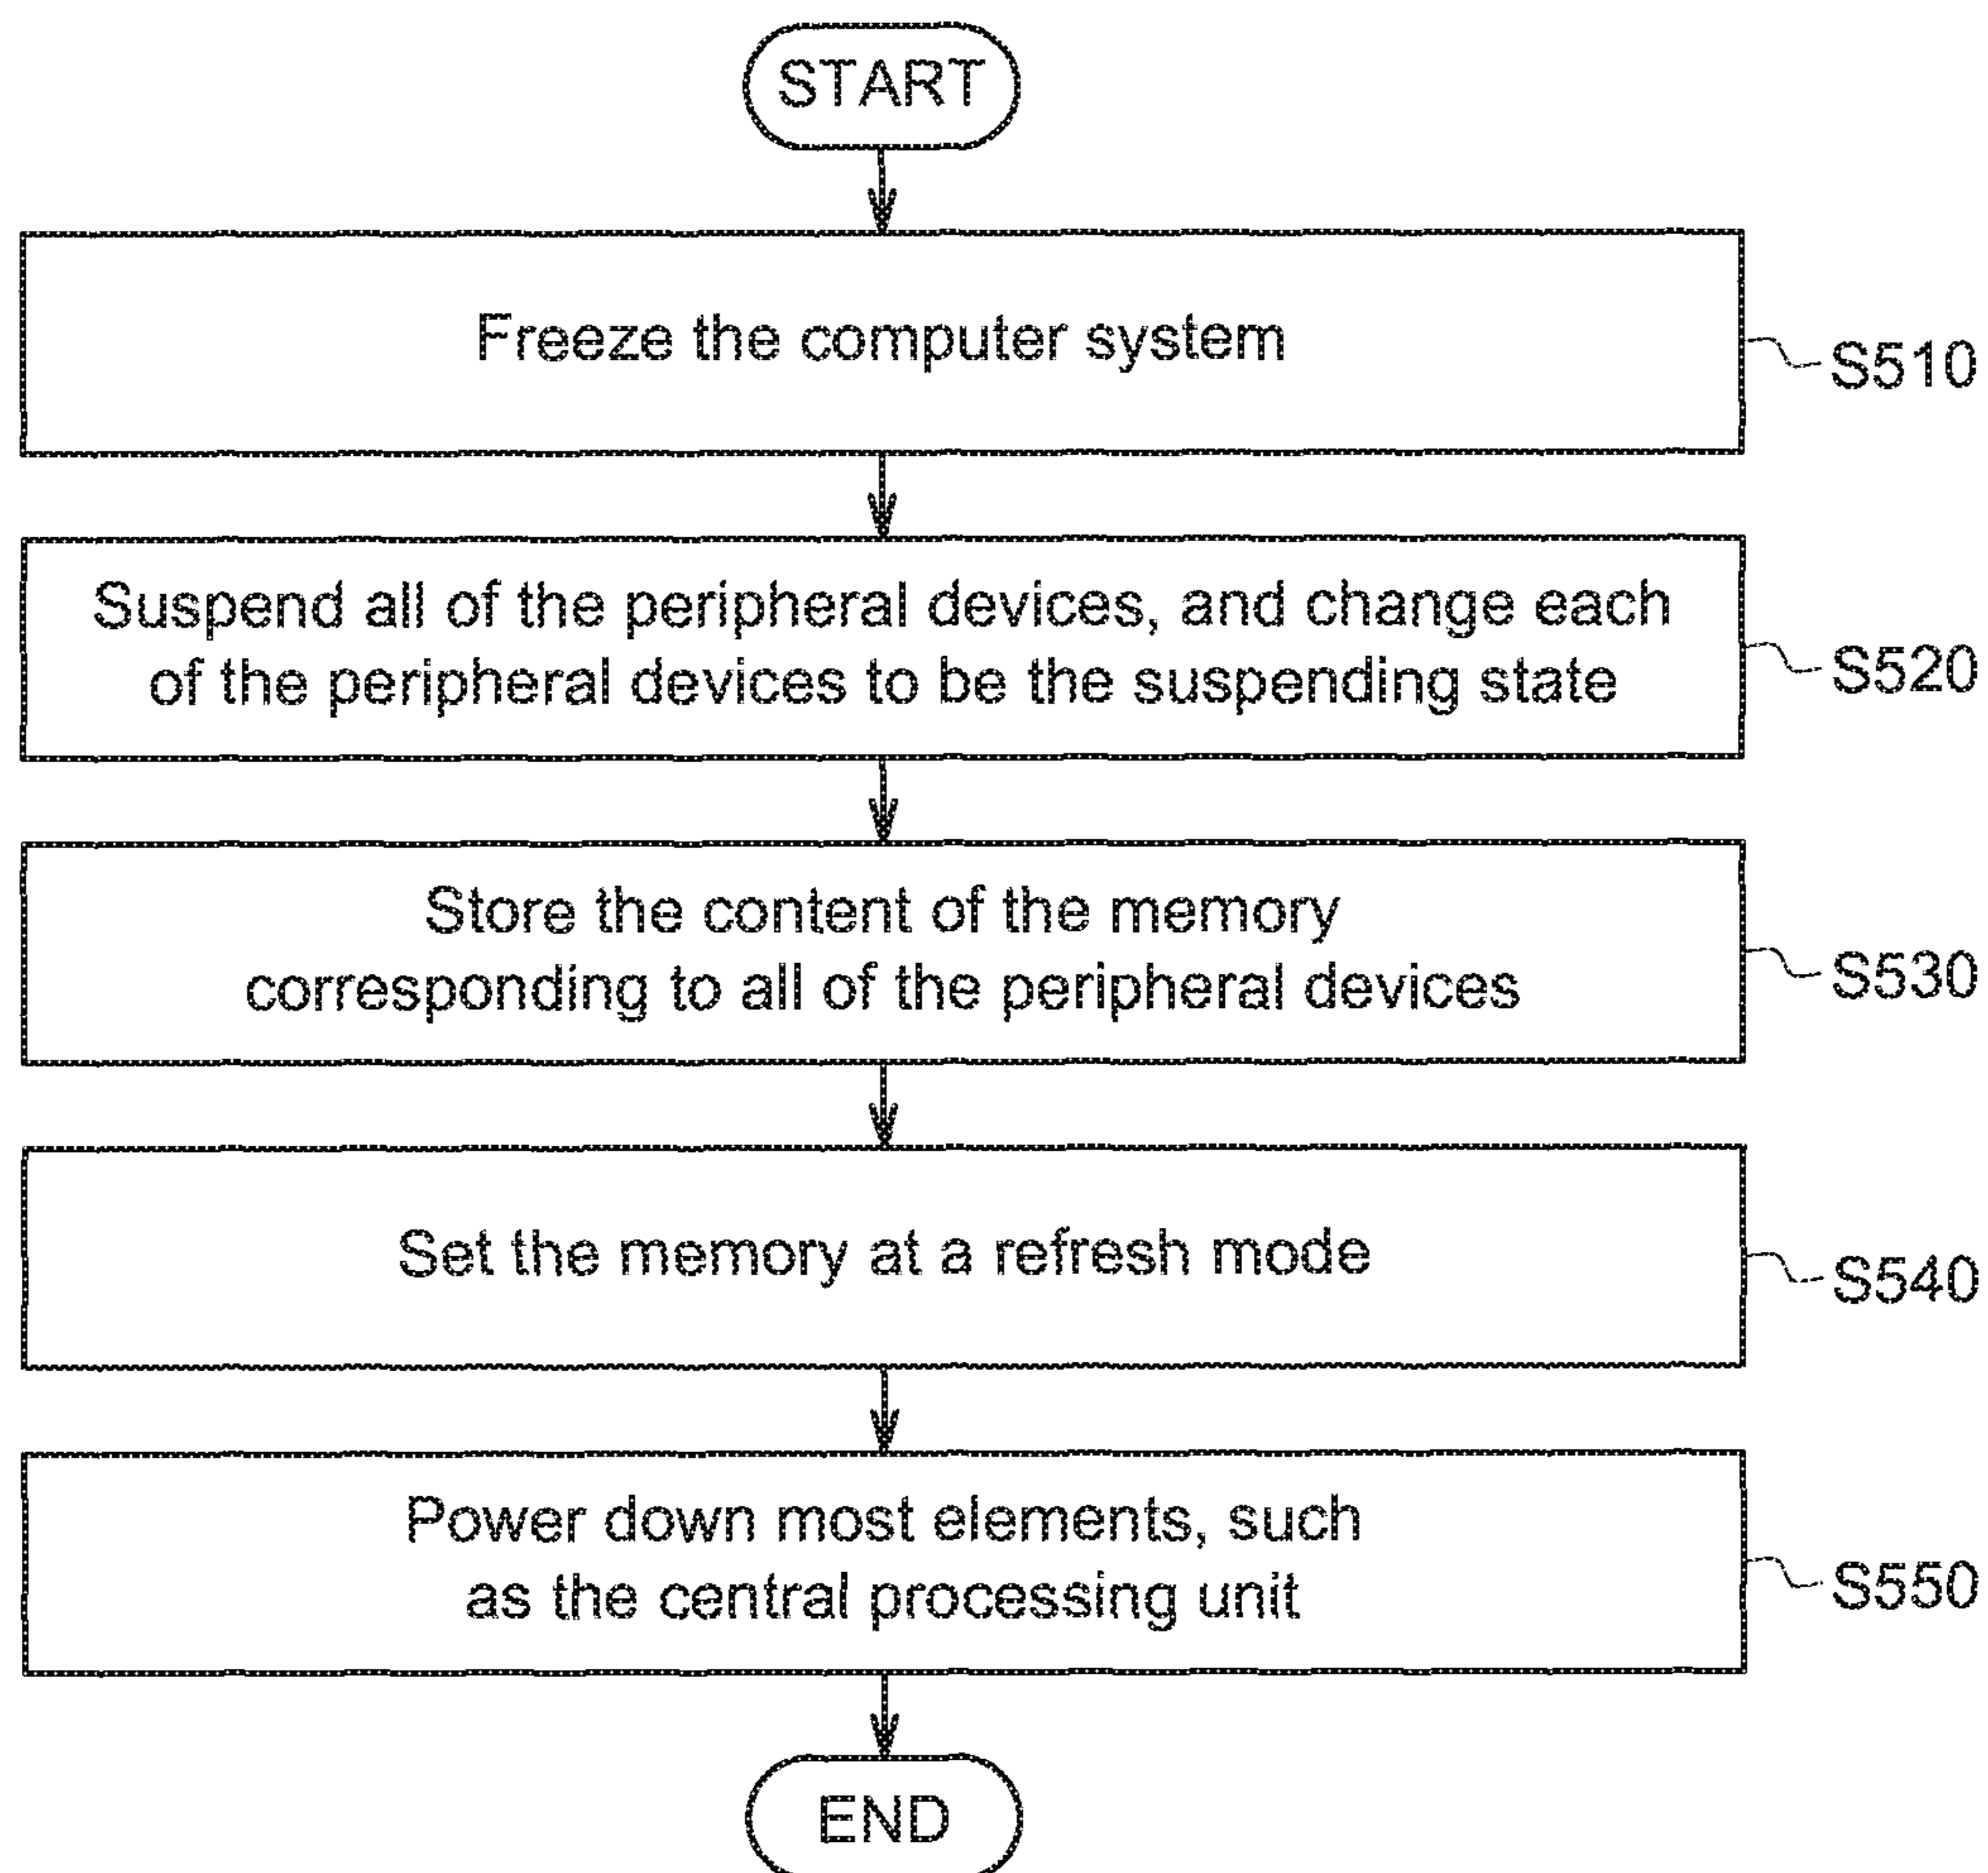 START
Freeze the computer system
S510
Suspend all of the peripheral devices, and change each
of the peripheral devices to be the suspending state
S520
Store the content of the memory
corresponding to all of the peripheral devices
S530
Set the memory at a refresh mode
S540
Power down most elements, such
as the central processing unit
S550
END